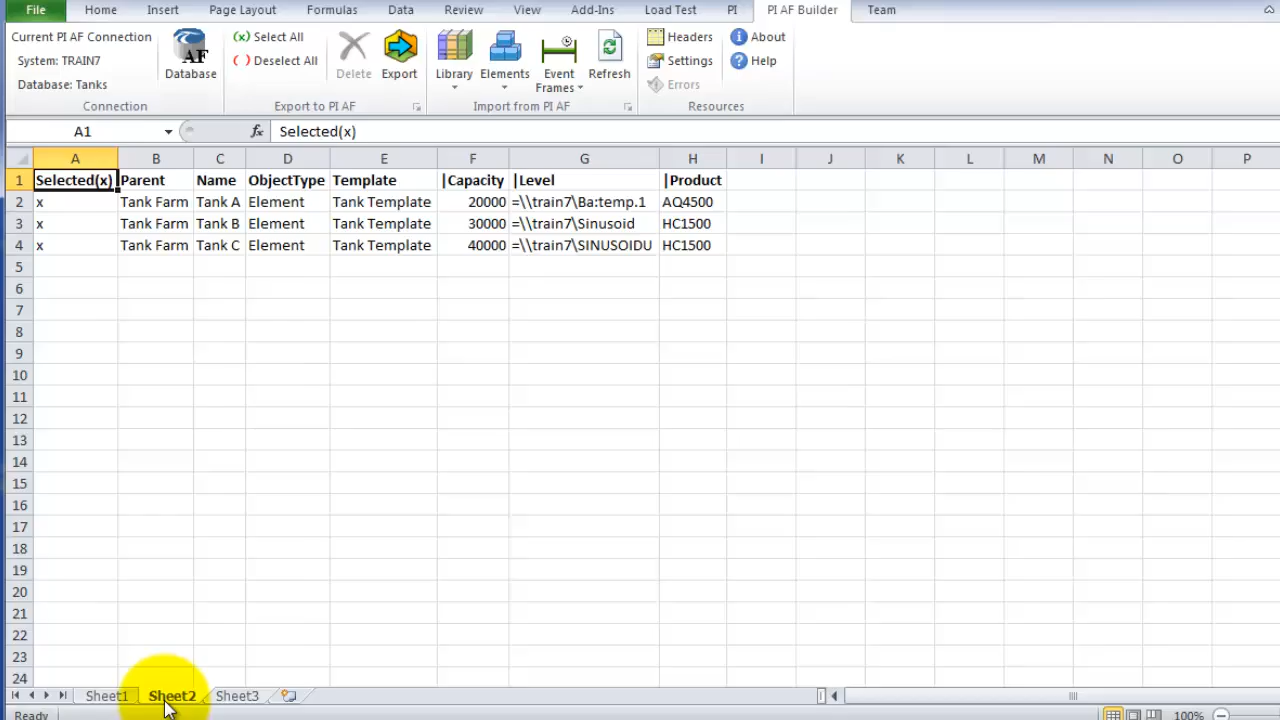 File Home Insert Page Layout Formulas Data Review View Add-Ins Load Test PI PI AF Builder Team
Current PI AF Connection
System: TRAIN7
Database: Tanks
Connection
AF
Database
(x) Select All
( ) Deselect All
Delete
Export
Export to PI AF
Library
Elements
Event
Frames
Refresh
Import from PI AF
Headers
Settings
Errors
About
Help
Resources
A1 fx Selected(x)
A B C D E F G H I J K L M N O P
1 Selected(x) Parent Name ObjectType Template |Capacity |Level |Product
2 x Tank Farm Tank A Element Tank Template 20000 =\\train7\Ba:temp.1 AQ4500
3 x Tank Farm Tank B Element Tank Template 30000 =\\train7\Sinusoid HC1500
4 x Tank Farm Tank C Element Tank Template 40000 =\\train7\SINUSOIDU HC1500
5
6
7
8
9
10
11
12
13
14
15
16
17
18
19
20
21
22
23
24
Sheet1 Sheet2 Sheet3
Ready 100%